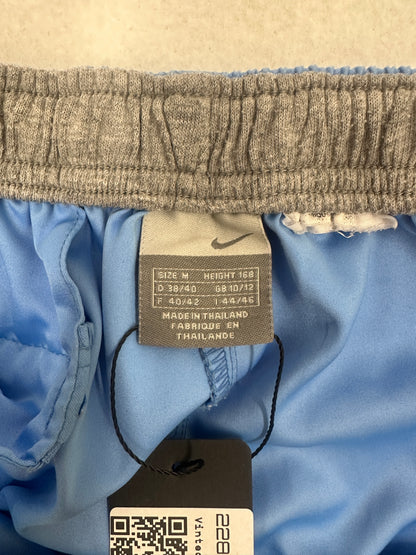 SIZE M HEIGHT 168
D 38/40 GB 10/12
F 40/42 I 44/46
MADE IN THAILAND
FABRIQUE EN
THAILANDE
228